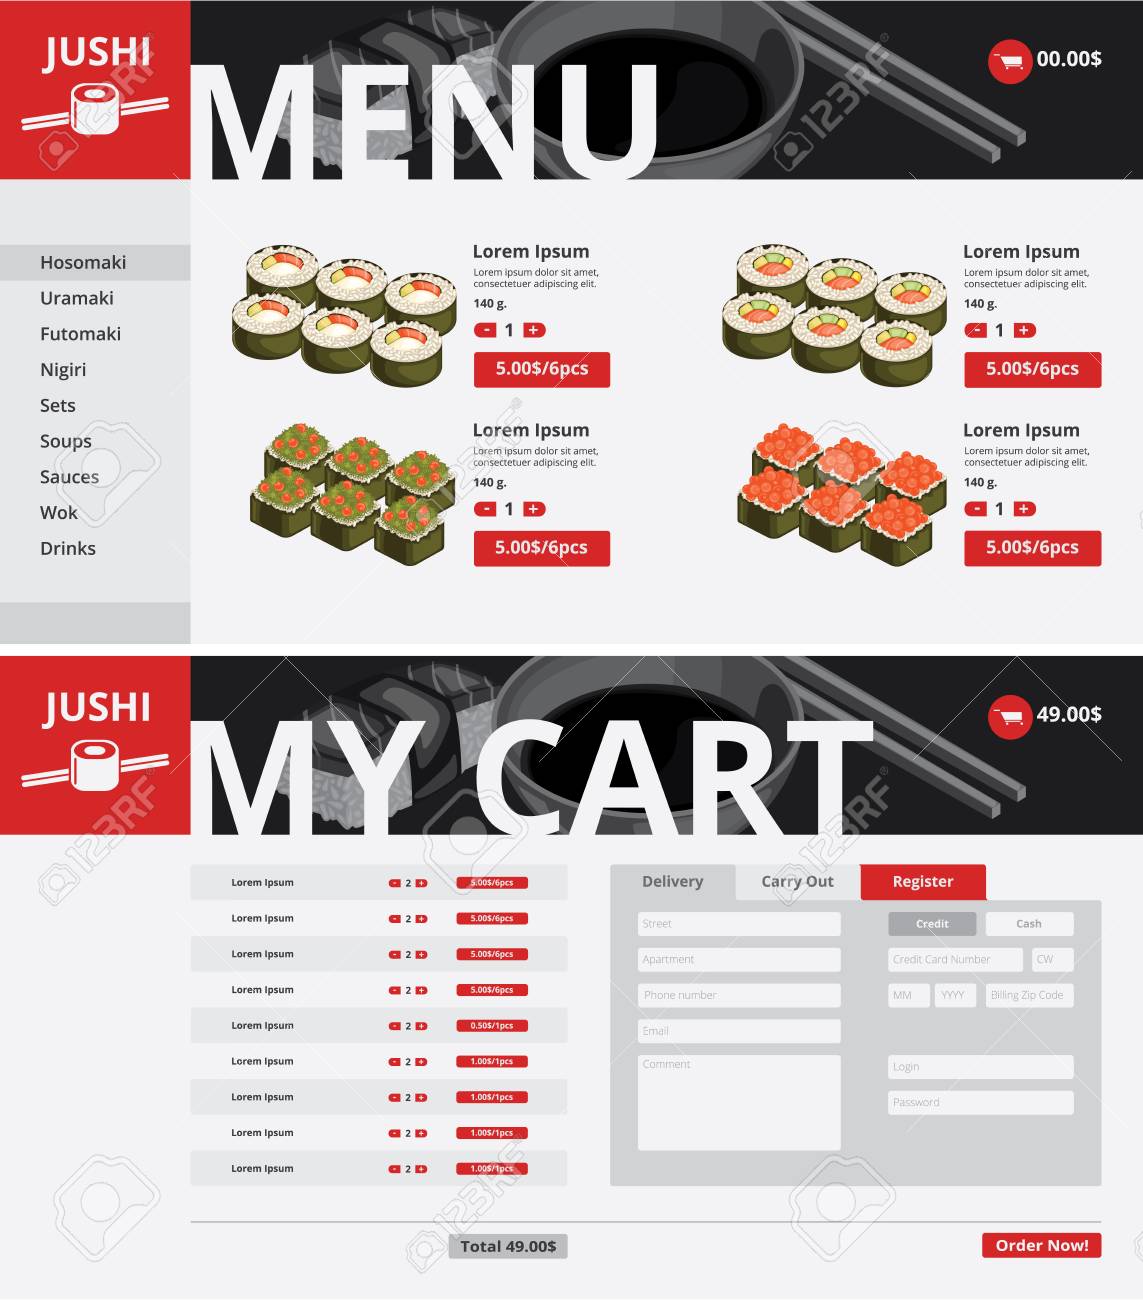 JUSHI
MENU
00.00$
Hosomaki
Uramaki
Futomaki
Nigiri
Sets
Soups
Sauces
Wok
Drinks
Lorem Ipsum
Lorem ipsum dolor sit amet,
consectetuer adipiscing elit.
140 g.
- 1 +
5.00$/6pcs
Lorem Ipsum
Lorem ipsum dolor sit amet,
consectetuer adipiscing elit.
140 g.
- 1 +
5.00$/6pcs
Lorem Ipsum
Lorem ipsum dolor sit amet,
consectetuer adipiscing elit.
140 g.
- 1 +
5.00$/6pcs
Lorem Ipsum
Lorem ipsum dolor sit amet,
consectetuer adipiscing elit.
140 g.
- 1 +
5.00$/6pcs
JUSHI
MY CART
49.00$
Lorem Ipsum - 2 + 5.00$/6pcs
Lorem Ipsum - 2 + 5.00$/6pcs
Lorem Ipsum - 2 + 5.00$/6pcs
Lorem Ipsum - 2 + 5.00$/6pcs
Lorem Ipsum - 2 + 0.50$/1pcs
Lorem Ipsum - 2 + 1.00$/1pcs
Lorem Ipsum - 2 + 1.00$/1pcs
Lorem Ipsum - 2 + 1.00$/1pcs
Lorem Ipsum - 2 + 1.00$/1pcs
Total 49.00$
Delivery Carry Out Register
Street
Apartment
Phone number
Email
Comment
Credit Cash
Credit Card Number CW
MM YYYY Billing Zip Code
Login
Password
Order Now!
123RF
123RF
123RF
123RF
123RF
123RF